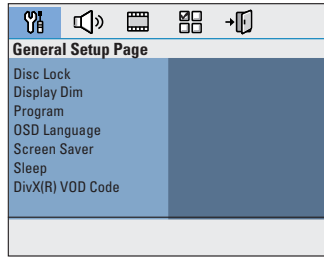 General Setup Page
Disc Lock
Display Dim
Program
OSD Language
Screen Saver
Sleep
DivX(R) VOD Code